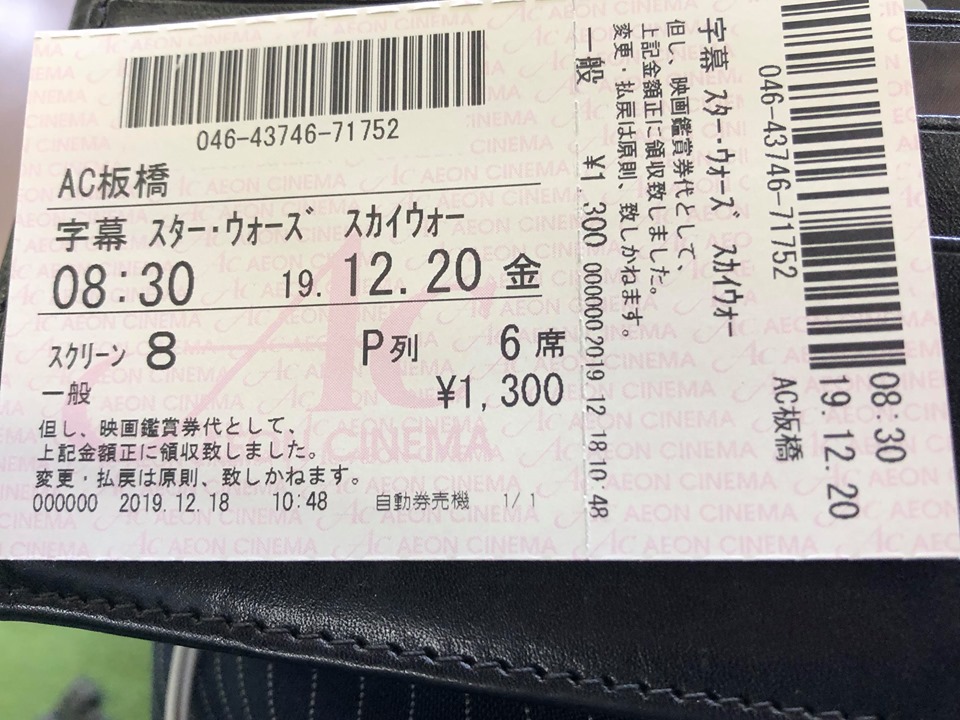 046-43746-71752
AC板橋
字幕 スター・ウォーズ スカイウォー
08:30 19. 12.20 金
スクリーン 8 P列 6席
一般 ¥1,300
但し、映画鑑賞券代として、
上記金額正に領収致しました。
変更・払戻は原則、致しかねます。
000000 2019.12.18 10:48 自動券売機 1/1
046-43746-71752
08:30
19.12.20
AC板橋
字幕 スター・ウォーズ スカイウォー
但し、映画鑑賞券代として、
上記金額正に領収致しました。
変更・払戻は原則、致しかねます。
一般 ¥1,300 000000 2019.12.18 10:48
AC AEON CINEMA